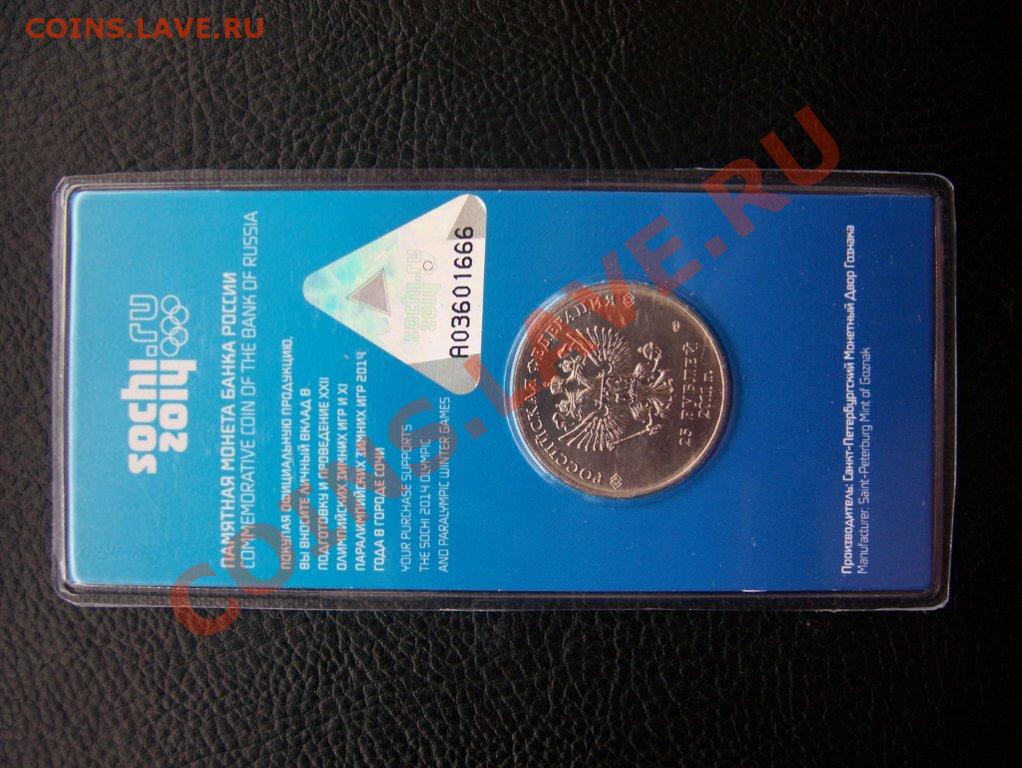 COINS.LAVE.RU
COINS.LAVE.RU
sochi.ru
2014
ПАМЯТНАЯ МОНЕТА БАНКА РОССИИ
COMMEMORATIVE COIN OF THE BANK OF RUSSIA
ПОКУПАЯ ОФИЦИАЛЬНУЮ ПРОДУКЦИЮ,
ВЫ ВНОСИТЕ ЛИЧНЫЙ ВКЛАД В
ПОДГОТОВКУ И ПРОВЕДЕНИЕ XXII
ОЛИМПИЙСКИХ ЗИМНИХ ИГР И XI
ПАРАЛИМПИЙСКИХ ЗИМНИХ ИГР 2014
ГОДА В ГОРОДЕ СОЧИ
YOUR PURCHASE SUPPORTS
THE SOCHI 2014 OLYMPIC
AND PARALYMPIC WINTER GAMES
sochi.ru
2014
A03601666
РОССИЙСКАЯ ФЕДЕРАЦИЯ
25 РУБЛЕЙ
2011 г.
Производитель: Санкт-Петербургский Монетный Двор Гознака
Manufacturer: Saint-Peterburg Mint of Goznak